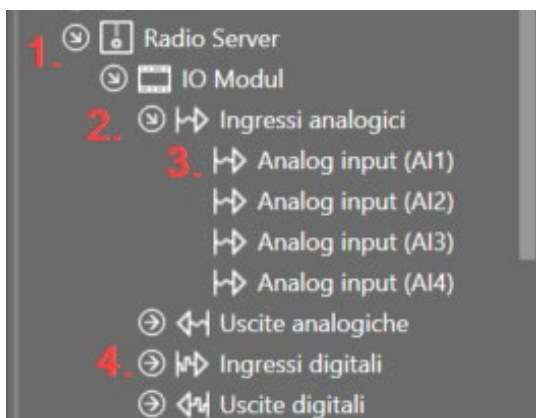 1. Radio Server
IO Modul
2. Ingressi analogici
3. Analog input (AI1)
Analog input (AI2)
Analog input (AI3)
Analog input (AI4)
Uscite analogiche
4. Ingressi digitali
Uscite digitali